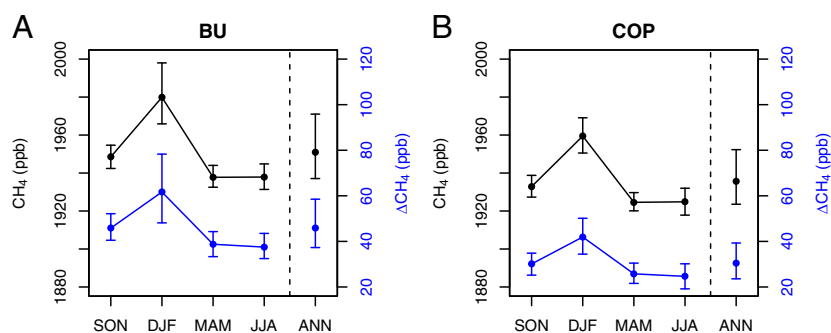 A
BU
CH₄ (ppb)
2000
1960
1920
1880
120
100
80
60
40
20
ΔCH₄ (ppb)
SON DJF MAM JJA ANN
B
COP
CH₄ (ppb)
2000
1960
1920
1880
120
100
80
60
40
20
ΔCH₄ (ppb)
SON DJF MAM JJA ANN